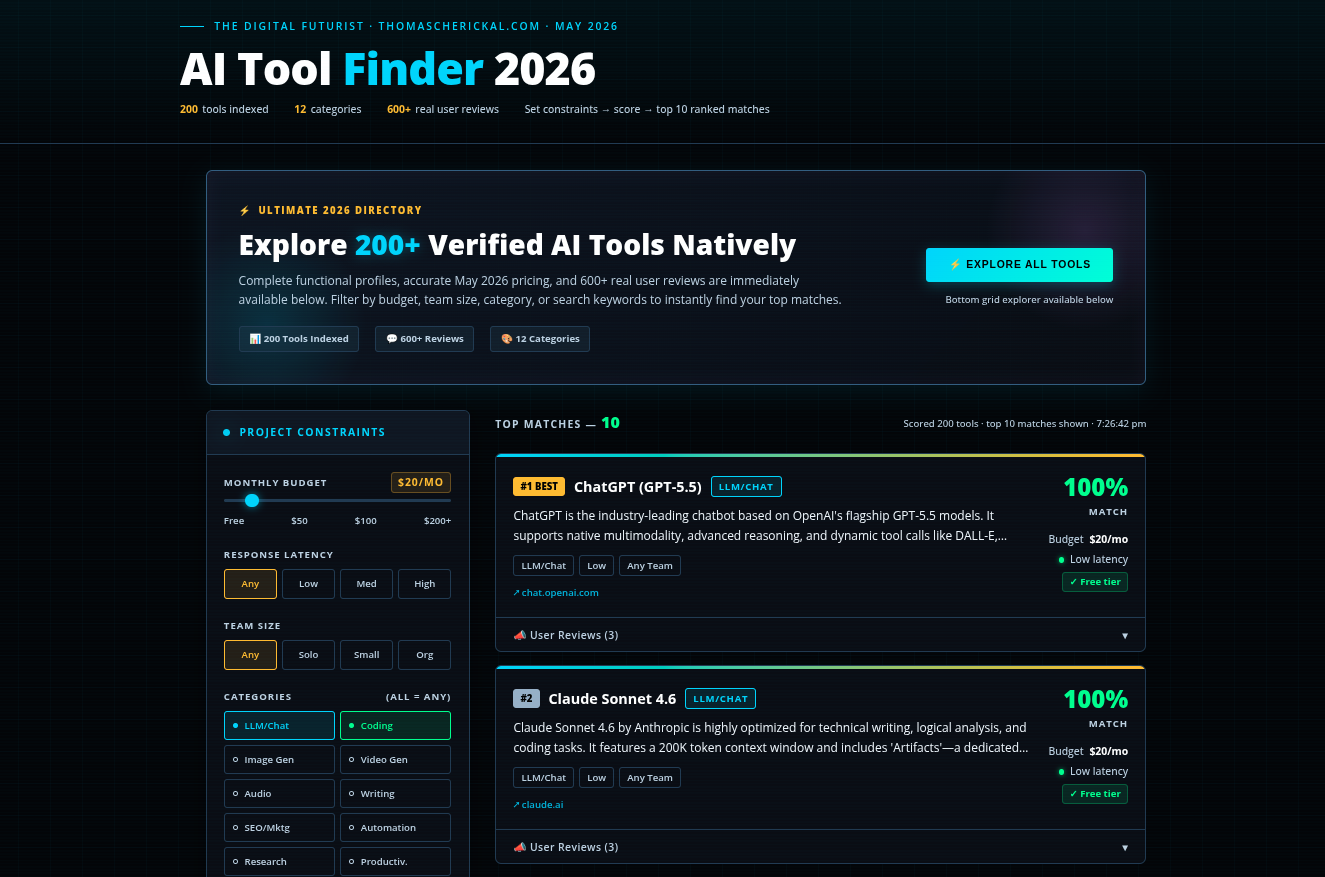 THE DIGITAL FUTURIST · THOMASCHERICKAL.COM · MAY 2026
AI Tool Finder 2026
200 tools indexed 12 categories 600+ real user reviews Set constraints → score → top 10 ranked matches
⚡ ULTIMATE 2026 DIRECTORY
Explore 200+ Verified AI Tools Natively
Complete functional profiles, accurate May 2026 pricing, and 600+ real user reviews are immediately
available below. Filter by budget, team size, category, or search keywords to instantly find your top matches.
📊 200 Tools Indexed 💬 600+ Reviews 🎨 12 Categories
⚡ EXPLORE ALL TOOLS
Bottom grid explorer available below
PROJECT CONSTRAINTS
MONTHLY BUDGET $20/MO
Free $50 $100 $200+
RESPONSE LATENCY
Any Low Med High
TEAM SIZE
Any Solo Small Org
CATEGORIES (ALL = ANY)
LLM/Chat Coding
Image Gen Video Gen
Audio Writing
SEO/Mktg Automation
Research Productiv.
TOP MATCHES — 10
Scored 200 tools · top 10 matches shown · 7:26:42 pm
#1 BEST ChatGPT (GPT-5.5) LLM/CHAT
ChatGPT is the industry-leading chatbot based on OpenAI's flagship GPT-5.5 models. It
supports native multimodality, advanced reasoning, and dynamic tool calls like DALL-E,...
LLM/Chat Low Any Team
↗ chat.openai.com
100%
MATCH
Budget $20/mo
Low latency
✓ Free tier
📣 User Reviews (3) ▼
#2 Claude Sonnet 4.6 LLM/CHAT
Claude Sonnet 4.6 by Anthropic is highly optimized for technical writing, logical analysis, and
coding tasks. It features a 200K token context window and includes 'Artifacts'—a dedicated...
LLM/Chat Low Any Team
↗ claude.ai
100%
MATCH
Budget $20/mo
Low latency
✓ Free tier
📣 User Reviews (3) ▼